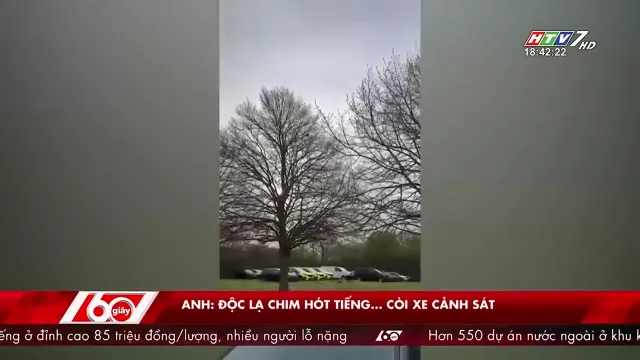 HTV7 HD
18:42:22
60 giây
ANH: ĐỘC LẠ CHIM HÓT TIẾNG... CÒI XE CẢNH SÁT
ếng ở đỉnh cao 85 triệu đồng/lượng, nhiều người lỗ nặng 60 Hơn 550 dự án nước ngoài ở khu k